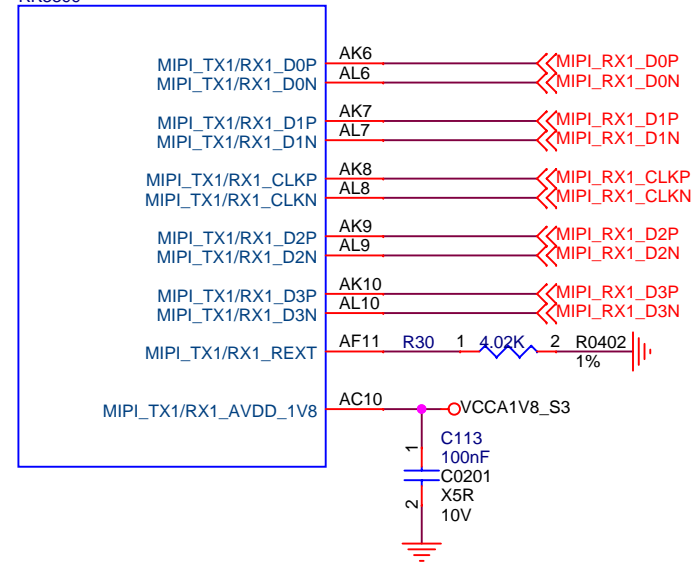 MIPI_TX1/RX1_D0P AK6 MIPI_RX1_D0P
MIPI_TX1/RX1_D0N AL6 MIPI_RX1_D0N
MIPI_TX1/RX1_D1P AK7 MIPI_RX1_D1P
MIPI_TX1/RX1_D1N AL7 MIPI_RX1_D1N
MIPI_TX1/RX1_CLKP AK8 MIPI_RX1_CLKP
MIPI_TX1/RX1_CLKN AL8 MIPI_RX1_CLKN
MIPI_TX1/RX1_D2P AK9 MIPI_RX1_D2P
MIPI_TX1/RX1_D2N AL9 MIPI_RX1_D2N
MIPI_TX1/RX1_D3P AK10 MIPI_RX1_D3P
MIPI_TX1/RX1_D3N AL10 MIPI_RX1_D3N
MIPI_TX1/RX1_REXT AF11 R30 1 4.02K 2 R0402
1%
MIPI_TX1/RX1_AVDD_1V8 AC10 VCCA1V8_S3
1 C113
100nF
C0201
2 X5R
10V